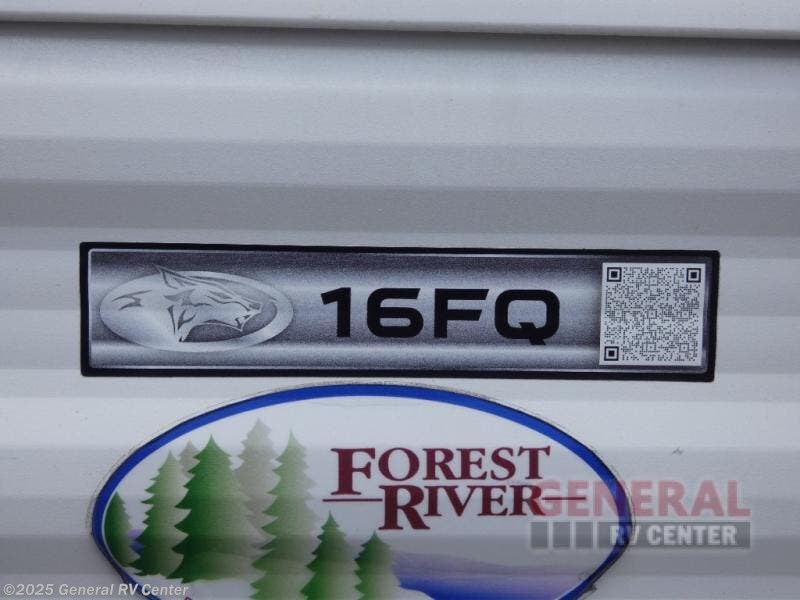 16FQ
FOREST
RIVER
GENERAL
RV CENTER
©2025 General RV Center